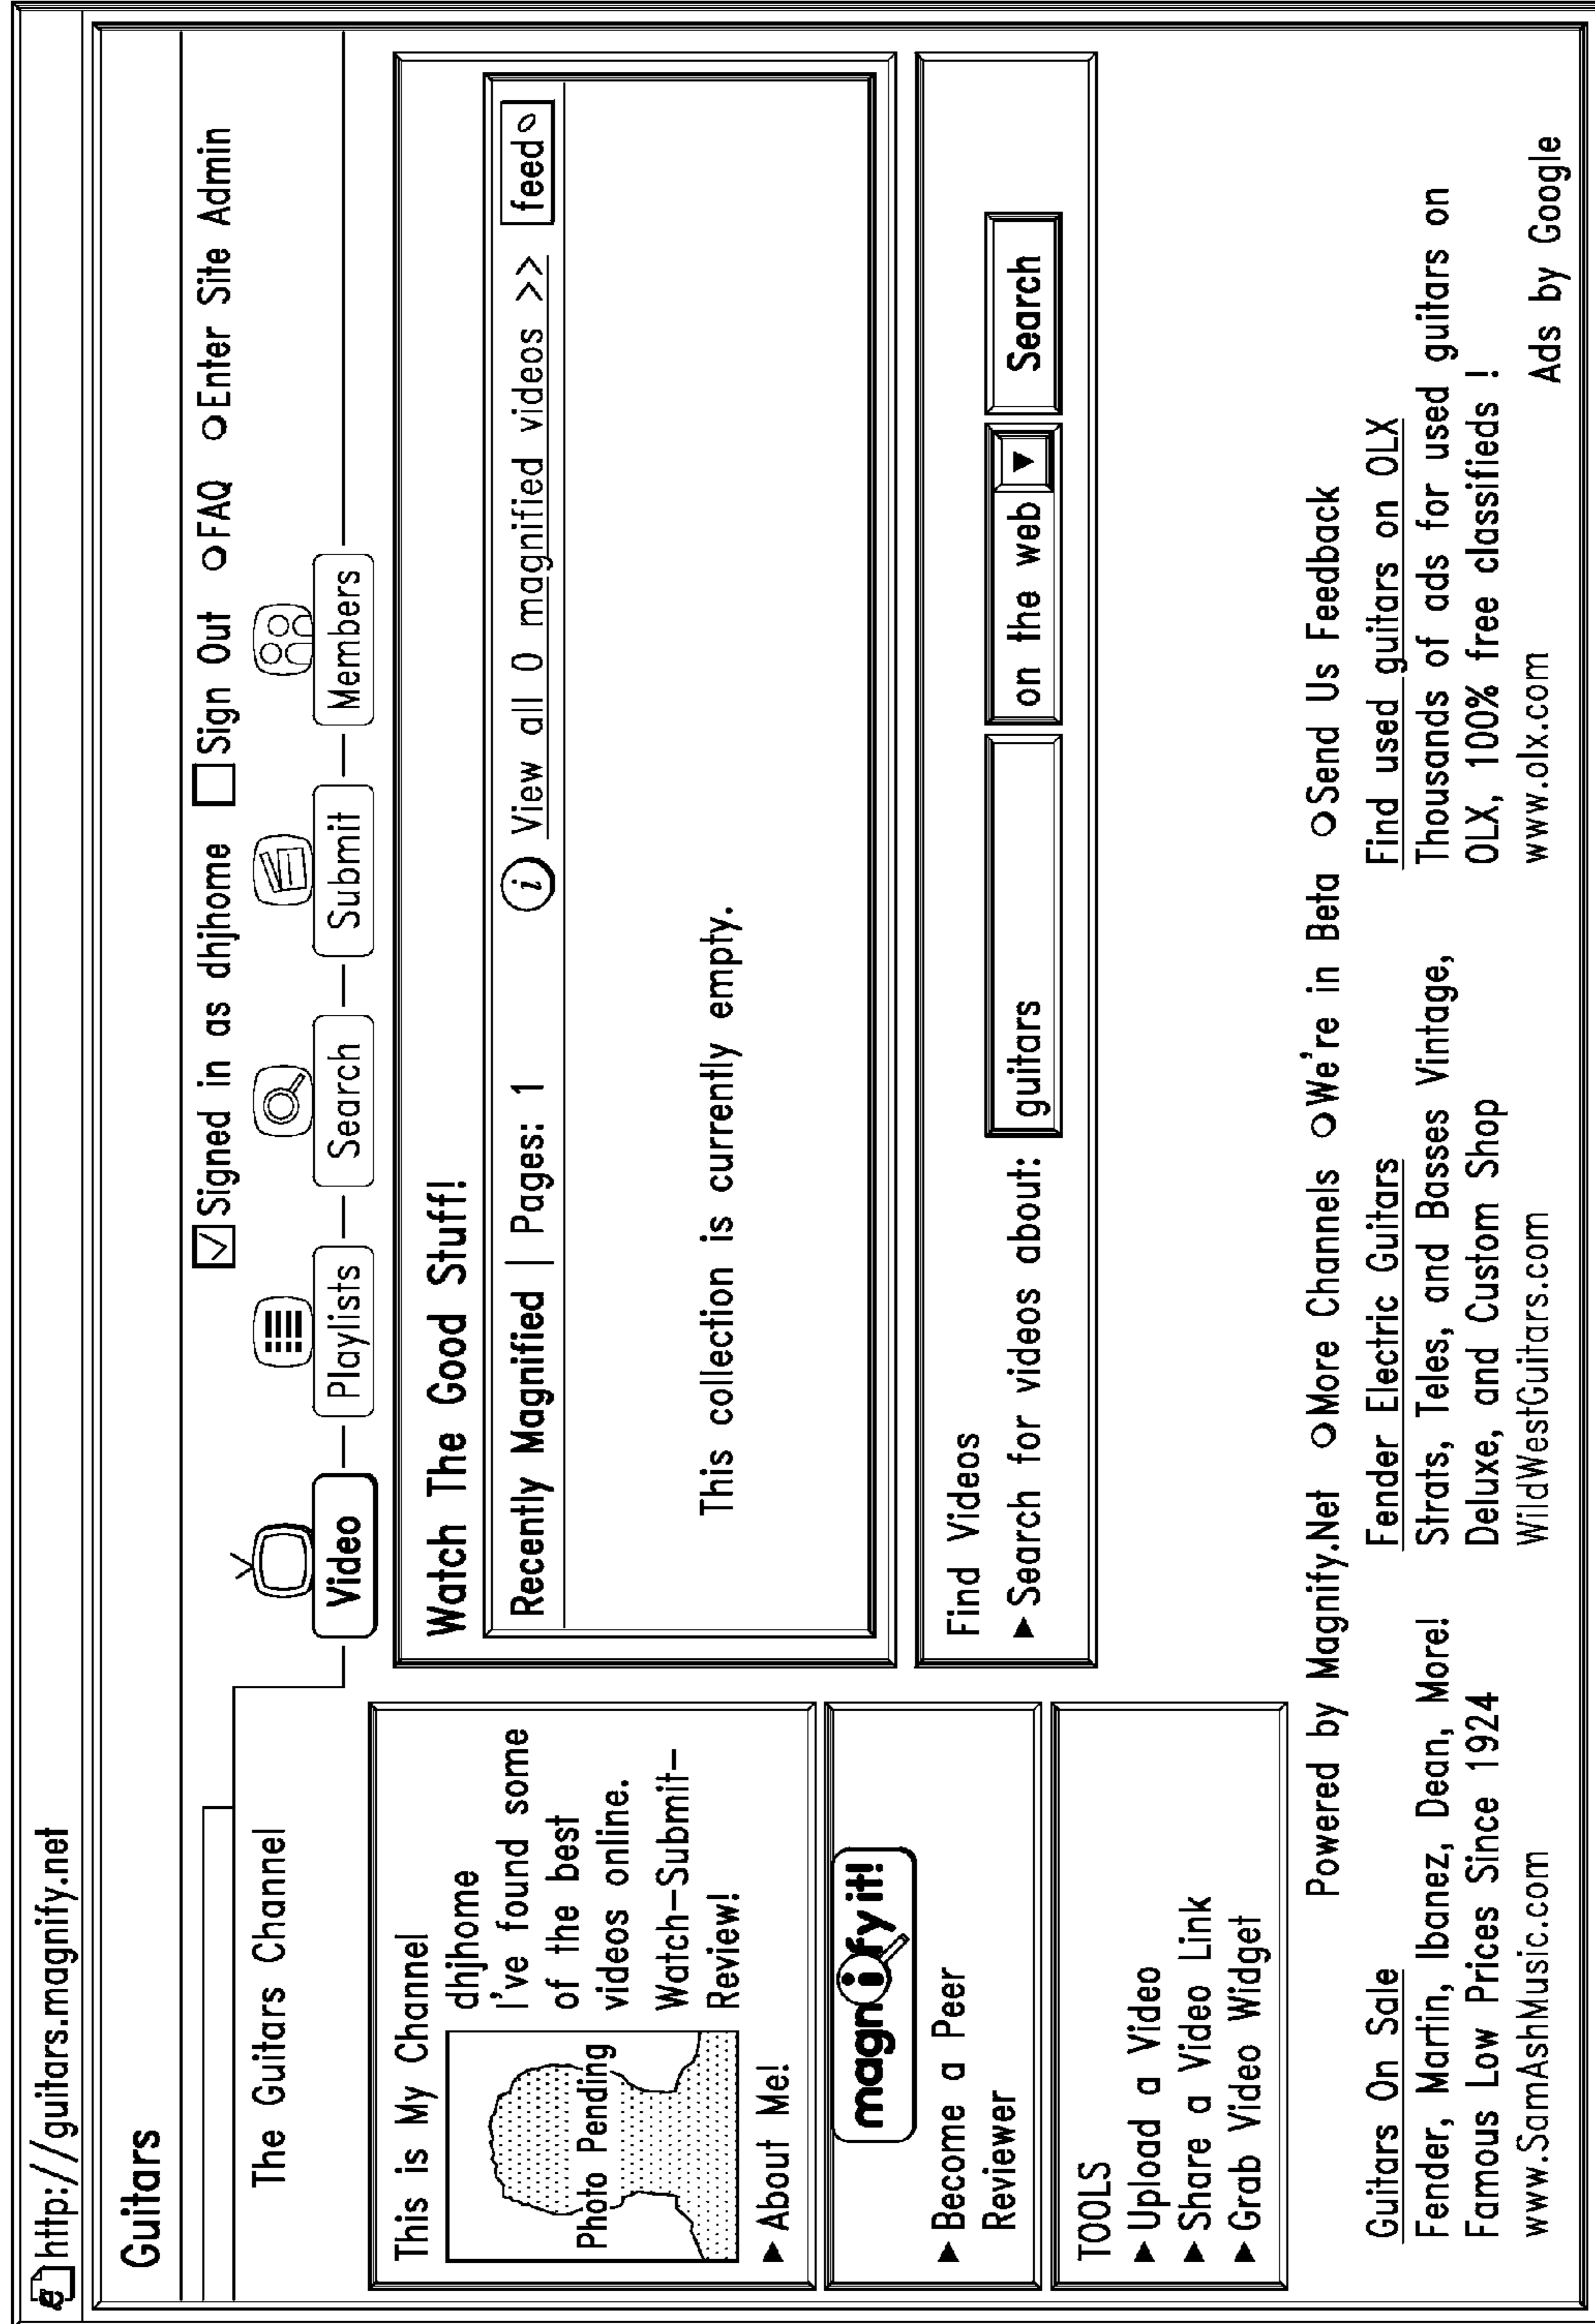 http://guitars.magnify.net
Guitars
Signed in as dhjhome Sign Out FAQ Enter Site Admin
The Guitars Channel
Video Playlists Search Submit Members
This is My Channel
Photo Pending
dhjhome
I've found some
of the best
videos online.
Watch-Submit-
Review!
► About Me!
magnify it!
► Become a Peer
Reviewer
TOOLS
► Upload a Video
► Share a Video Link
► Grab Video Widget
Watch The Good Stuff!
Recently Magnified | Pages: 1 i View all 0 magnified videos >> feed
This collection is currently empty.
Find Videos
► Search for videos about: guitars on the web ▼ Search
Powered by Magnify.Net More Channels We're in Beta Send Us Feedback
Guitars On Sale
Fender, Martin, Ibanez, Dean, More!
Famous Low Prices Since 1924
www.SamAshMusic.com
Fender Electric Guitars
Strats, Teles, and Basses Vintage,
Deluxe, and Custom Shop
WildWestGuitars.com
Find used guitars on OLX
Thousands of ads for used guitars on
OLX, 100% free classifieds !
www.olx.com
Ads by Google